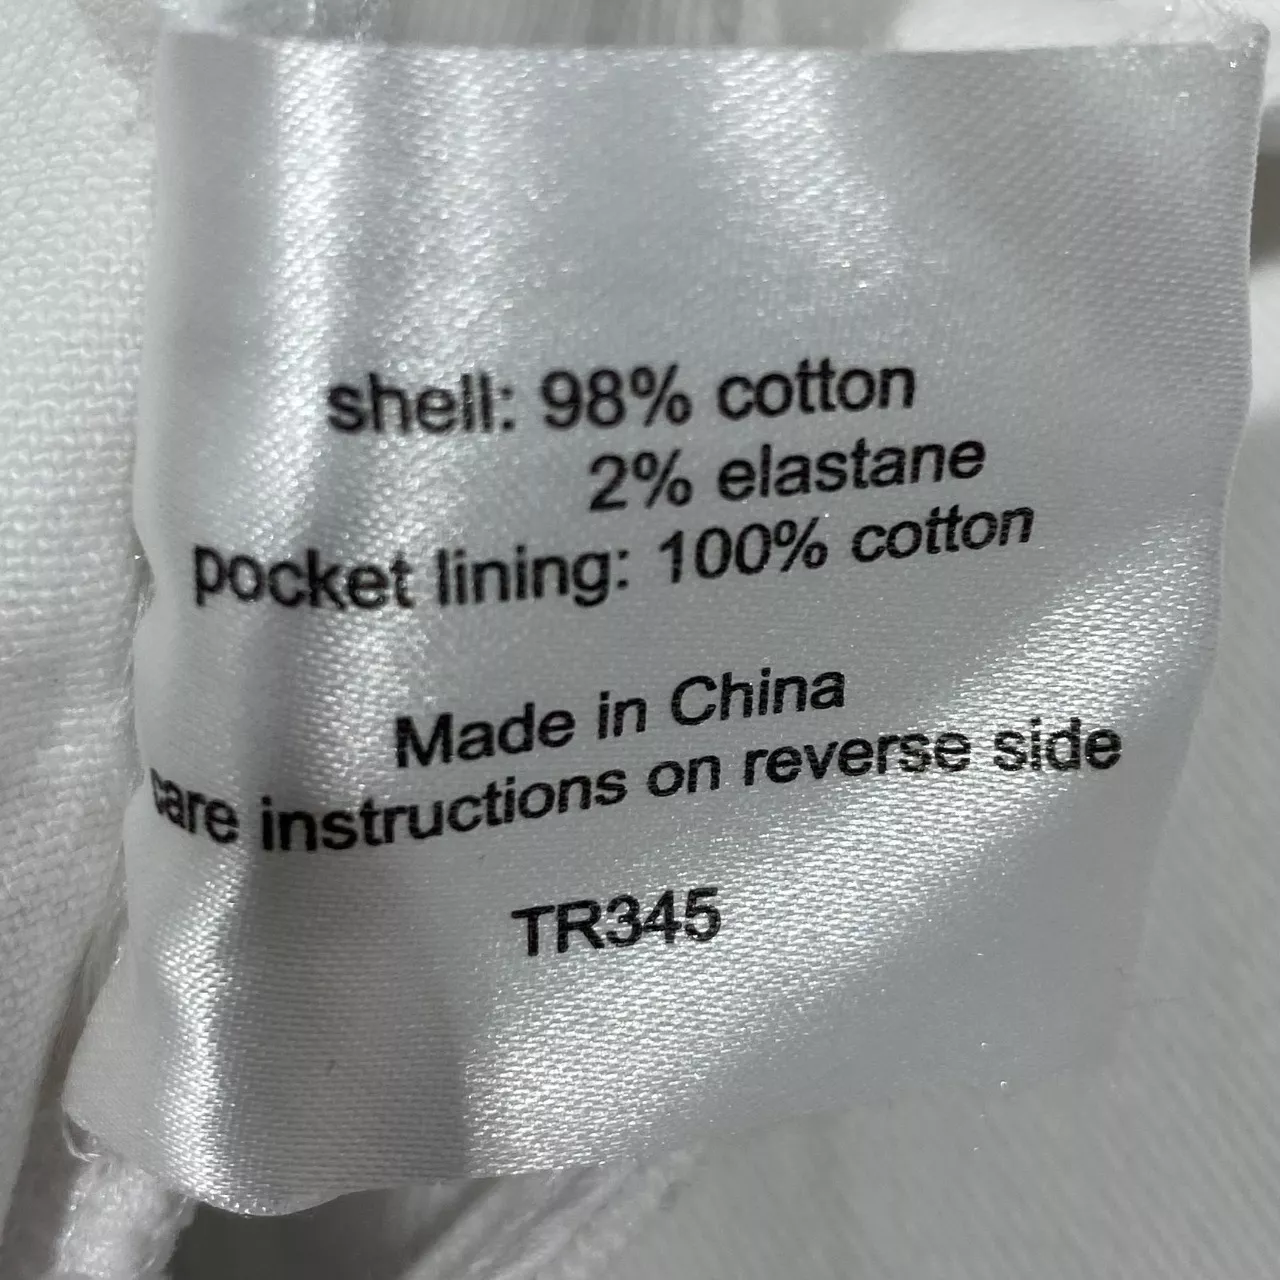 shell: 98% cotton
2% elastane
pocket lining: 100% cotton
Made in China
care instructions on reverse side
TR345